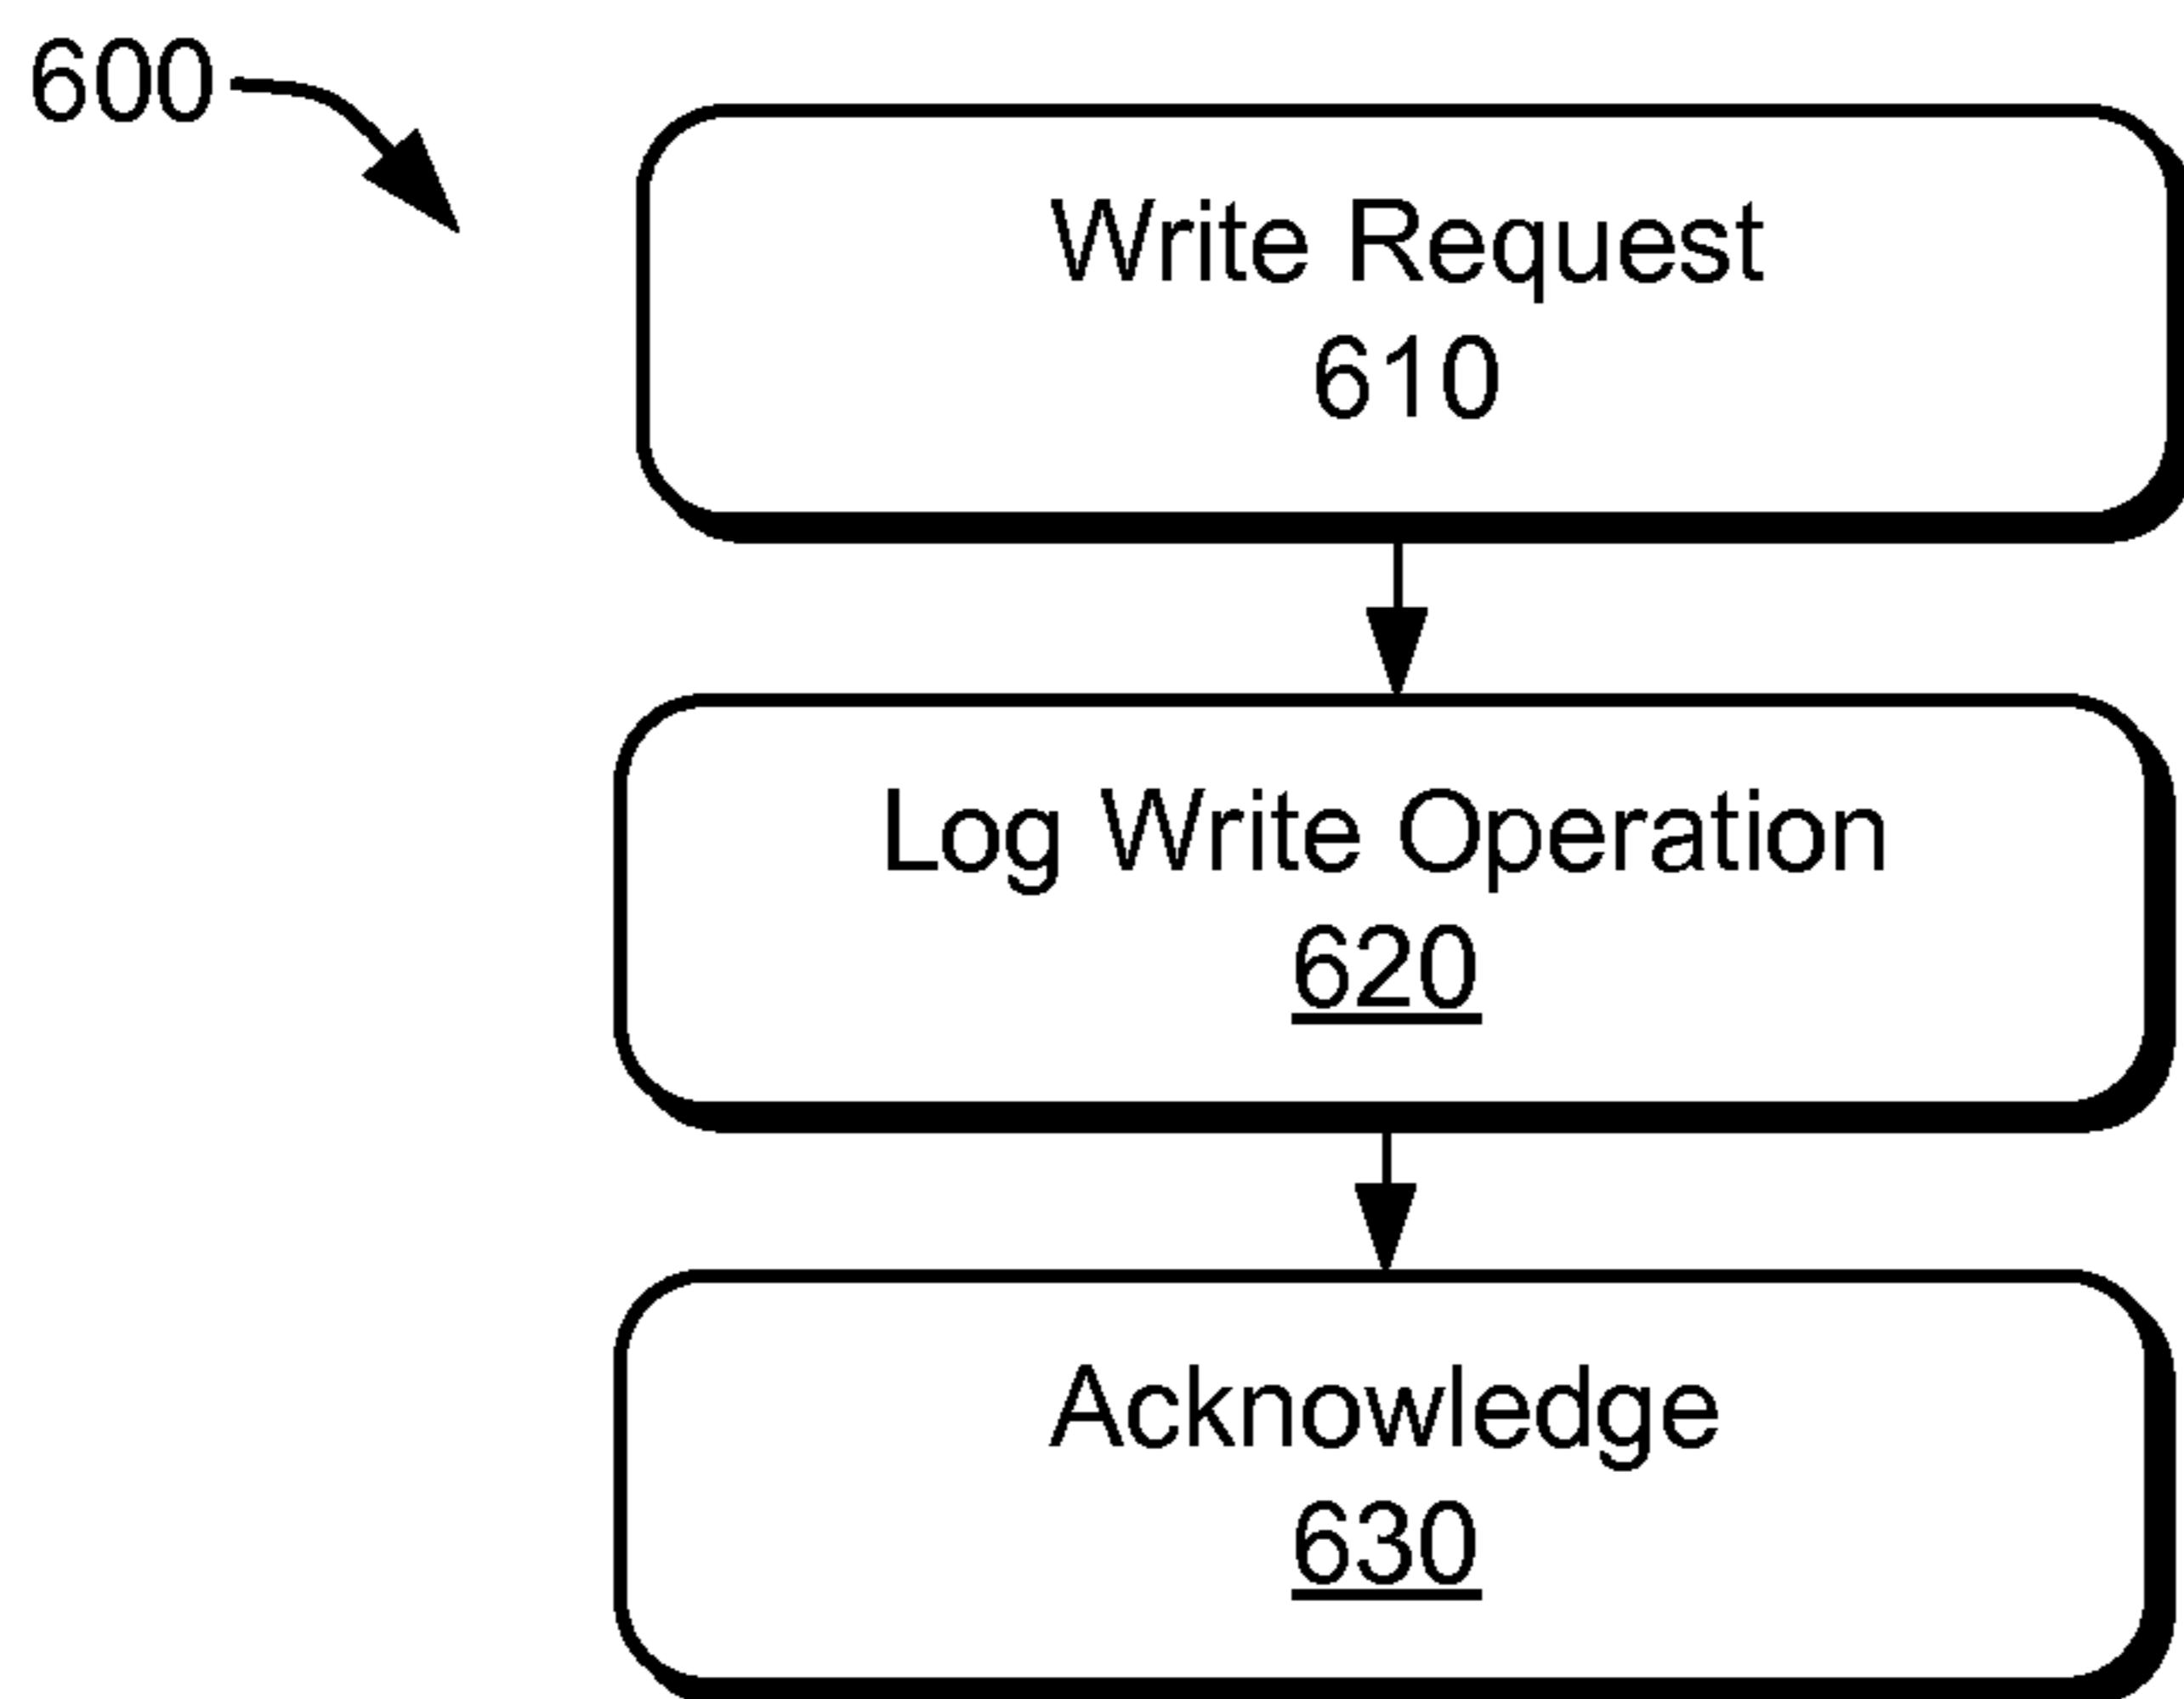 600
Write Request
610
Log Write Operation
620
Acknowledge
630